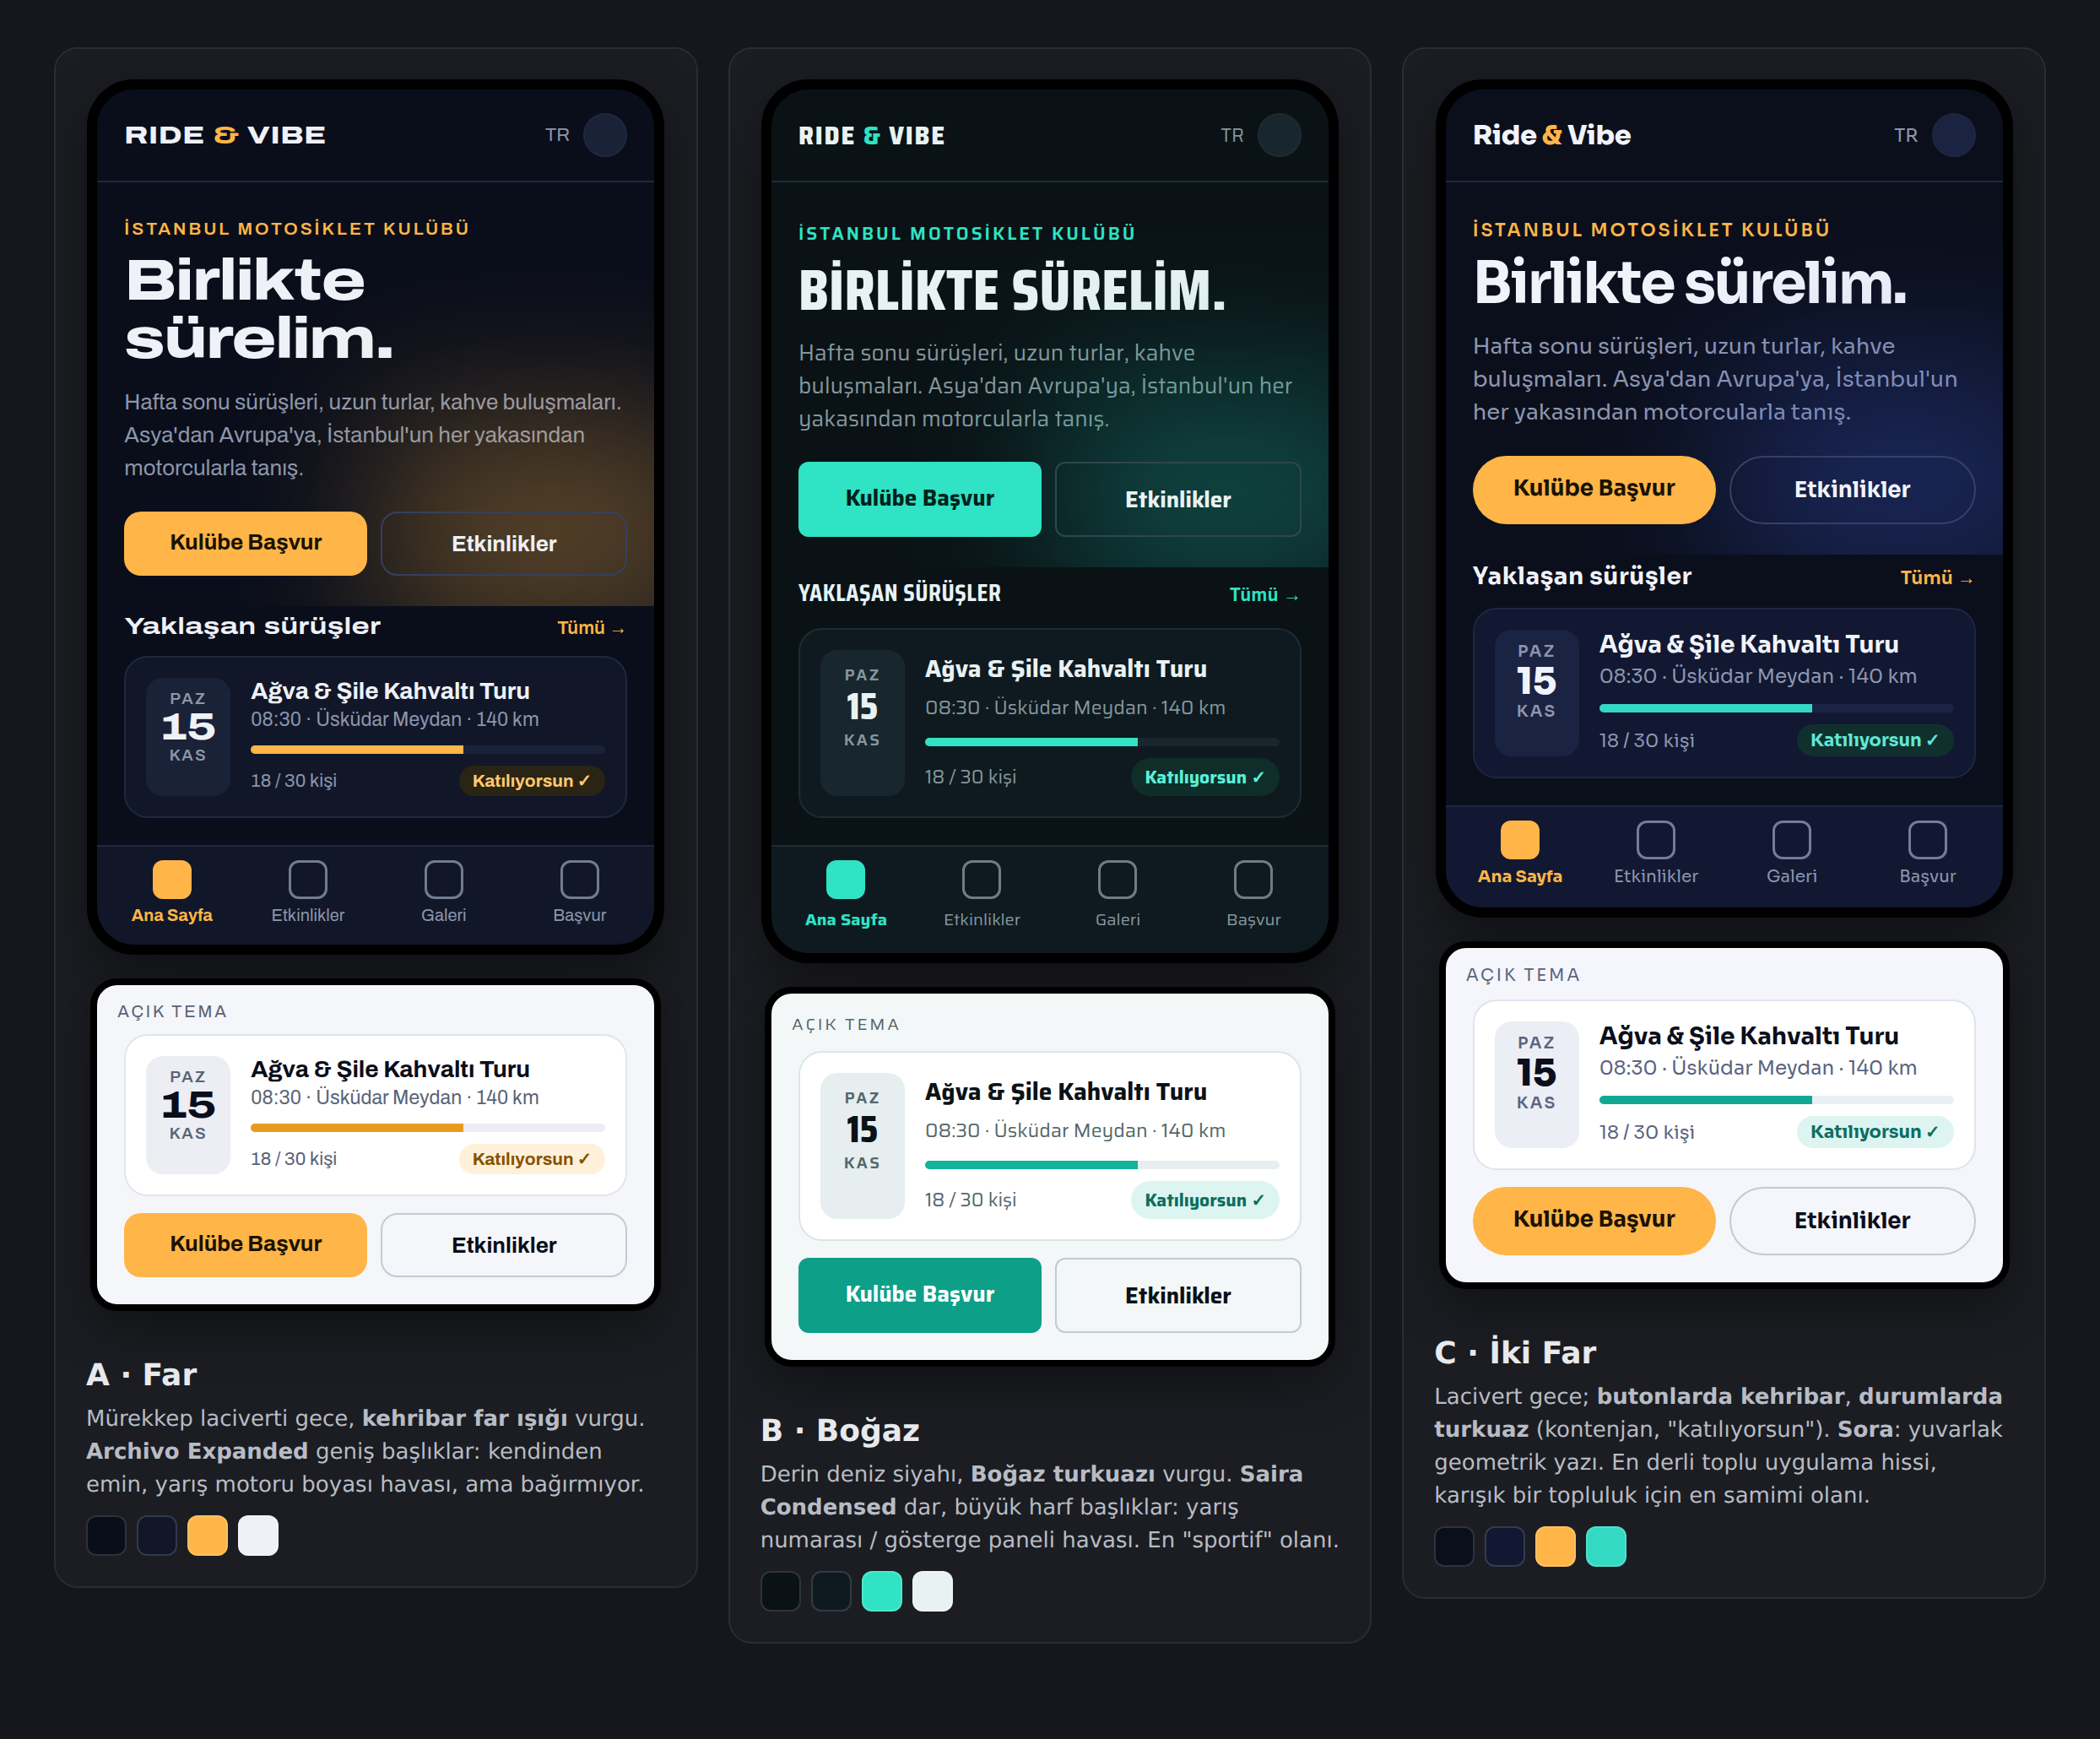 RIDE & VIBE
TR
İSTANBUL MOTOSİKLET KULÜBÜ
Birlikte
sürelim.
Hafta sonu sürüşleri, uzun turlar, kahve buluşmaları.
Asya'dan Avrupa'ya, İstanbul'un her yakasından
motorcularla tanış.
Kulübe Başvur
Etkinlikler
Yaklaşan sürüşler
Tümü →
PAZ
15
KAS
Ağva & Şile Kahvaltı Turu
08:30 · Üsküdar Meydan · 140 km
18 / 30 kişi
Katılıyorsun ✓
Ana Sayfa
Etkinlikler
Galeri
Başvur
AÇIK TEMA
PAZ
15
KAS
Ağva & Şile Kahvaltı Turu
08:30 · Üsküdar Meydan · 140 km
18 / 30 kişi
Katılıyorsun ✓
Kulübe Başvur
Etkinlikler
A · Far
Mürekkep laciverti gece, kehribar far ışığı vurgu.
Archivo Expanded geniş başlıklar: kendinden
emin, yarış motoru boyası havası, ama bağırmıyor.
RIDE & VIBE
TR
İSTANBUL MOTOSİKLET KULÜBÜ
BİRLİKTE SÜRELİM.
Hafta sonu sürüşleri, uzun turlar, kahve
buluşmaları. Asya'dan Avrupa'ya, İstanbul'un her
yakasından motorcularla tanış.
Kulübe Başvur
Etkinlikler
YAKLAŞAN SÜRÜŞLER
Tümü →
PAZ
15
KAS
Ağva & Şile Kahvaltı Turu
08:30 · Üsküdar Meydan · 140 km
18 / 30 kişi
Katılıyorsun ✓
Ana Sayfa
Etkinlikler
Galeri
Başvur
AÇIK TEMA
PAZ
15
KAS
Ağva & Şile Kahvaltı Turu
08:30 · Üsküdar Meydan · 140 km
18 / 30 kişi
Katılıyorsun ✓
Kulübe Başvur
Etkinlikler
B · Boğaz
Derin deniz siyahı, Boğaz turkuazı vurgu. Saira
Condensed dar, büyük harf başlıklar: yarış
numarası / gösterge paneli havası. En "sportif" olanı.
Ride & Vibe
TR
İSTANBUL MOTOSİKLET KULÜBÜ
Birlikte sürelim.
Hafta sonu sürüşleri, uzun turlar, kahve
buluşmaları. Asya'dan Avrupa'ya, İstanbul'un
her yakasından motorcularla tanış.
Kulübe Başvur
Etkinlikler
Yaklaşan sürüşler
Tümü →
PAZ
15
KAS
Ağva & Şile Kahvaltı Turu
08:30 · Üsküdar Meydan · 140 km
18 / 30 kişi
Katılıyorsun ✓
Ana Sayfa
Etkinlikler
Galeri
Başvur
AÇIK TEMA
PAZ
15
KAS
Ağva & Şile Kahvaltı Turu
08:30 · Üsküdar Meydan · 140 km
18 / 30 kişi
Katılıyorsun ✓
Kulübe Başvur
Etkinlikler
C · İki Far
Lacivert gece; butonlarda kehribar, durumlarda
turkuaz (kontenjan, "katılıyorsun"). Sora: yuvarlak
geometrik yazı. En derli toplu uygulama hissi,
karışık bir topluluk için en samimi olanı.